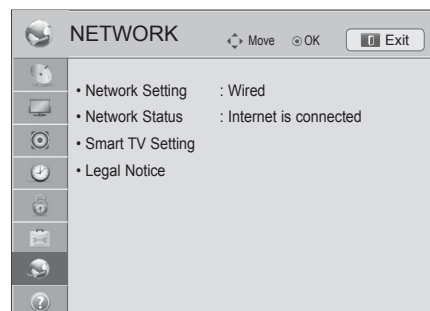 NETWORK Move OK Exit
• Network Setting : Wired
• Network Status : Internet is connected
• Smart TV Setting
• Legal Notice
?